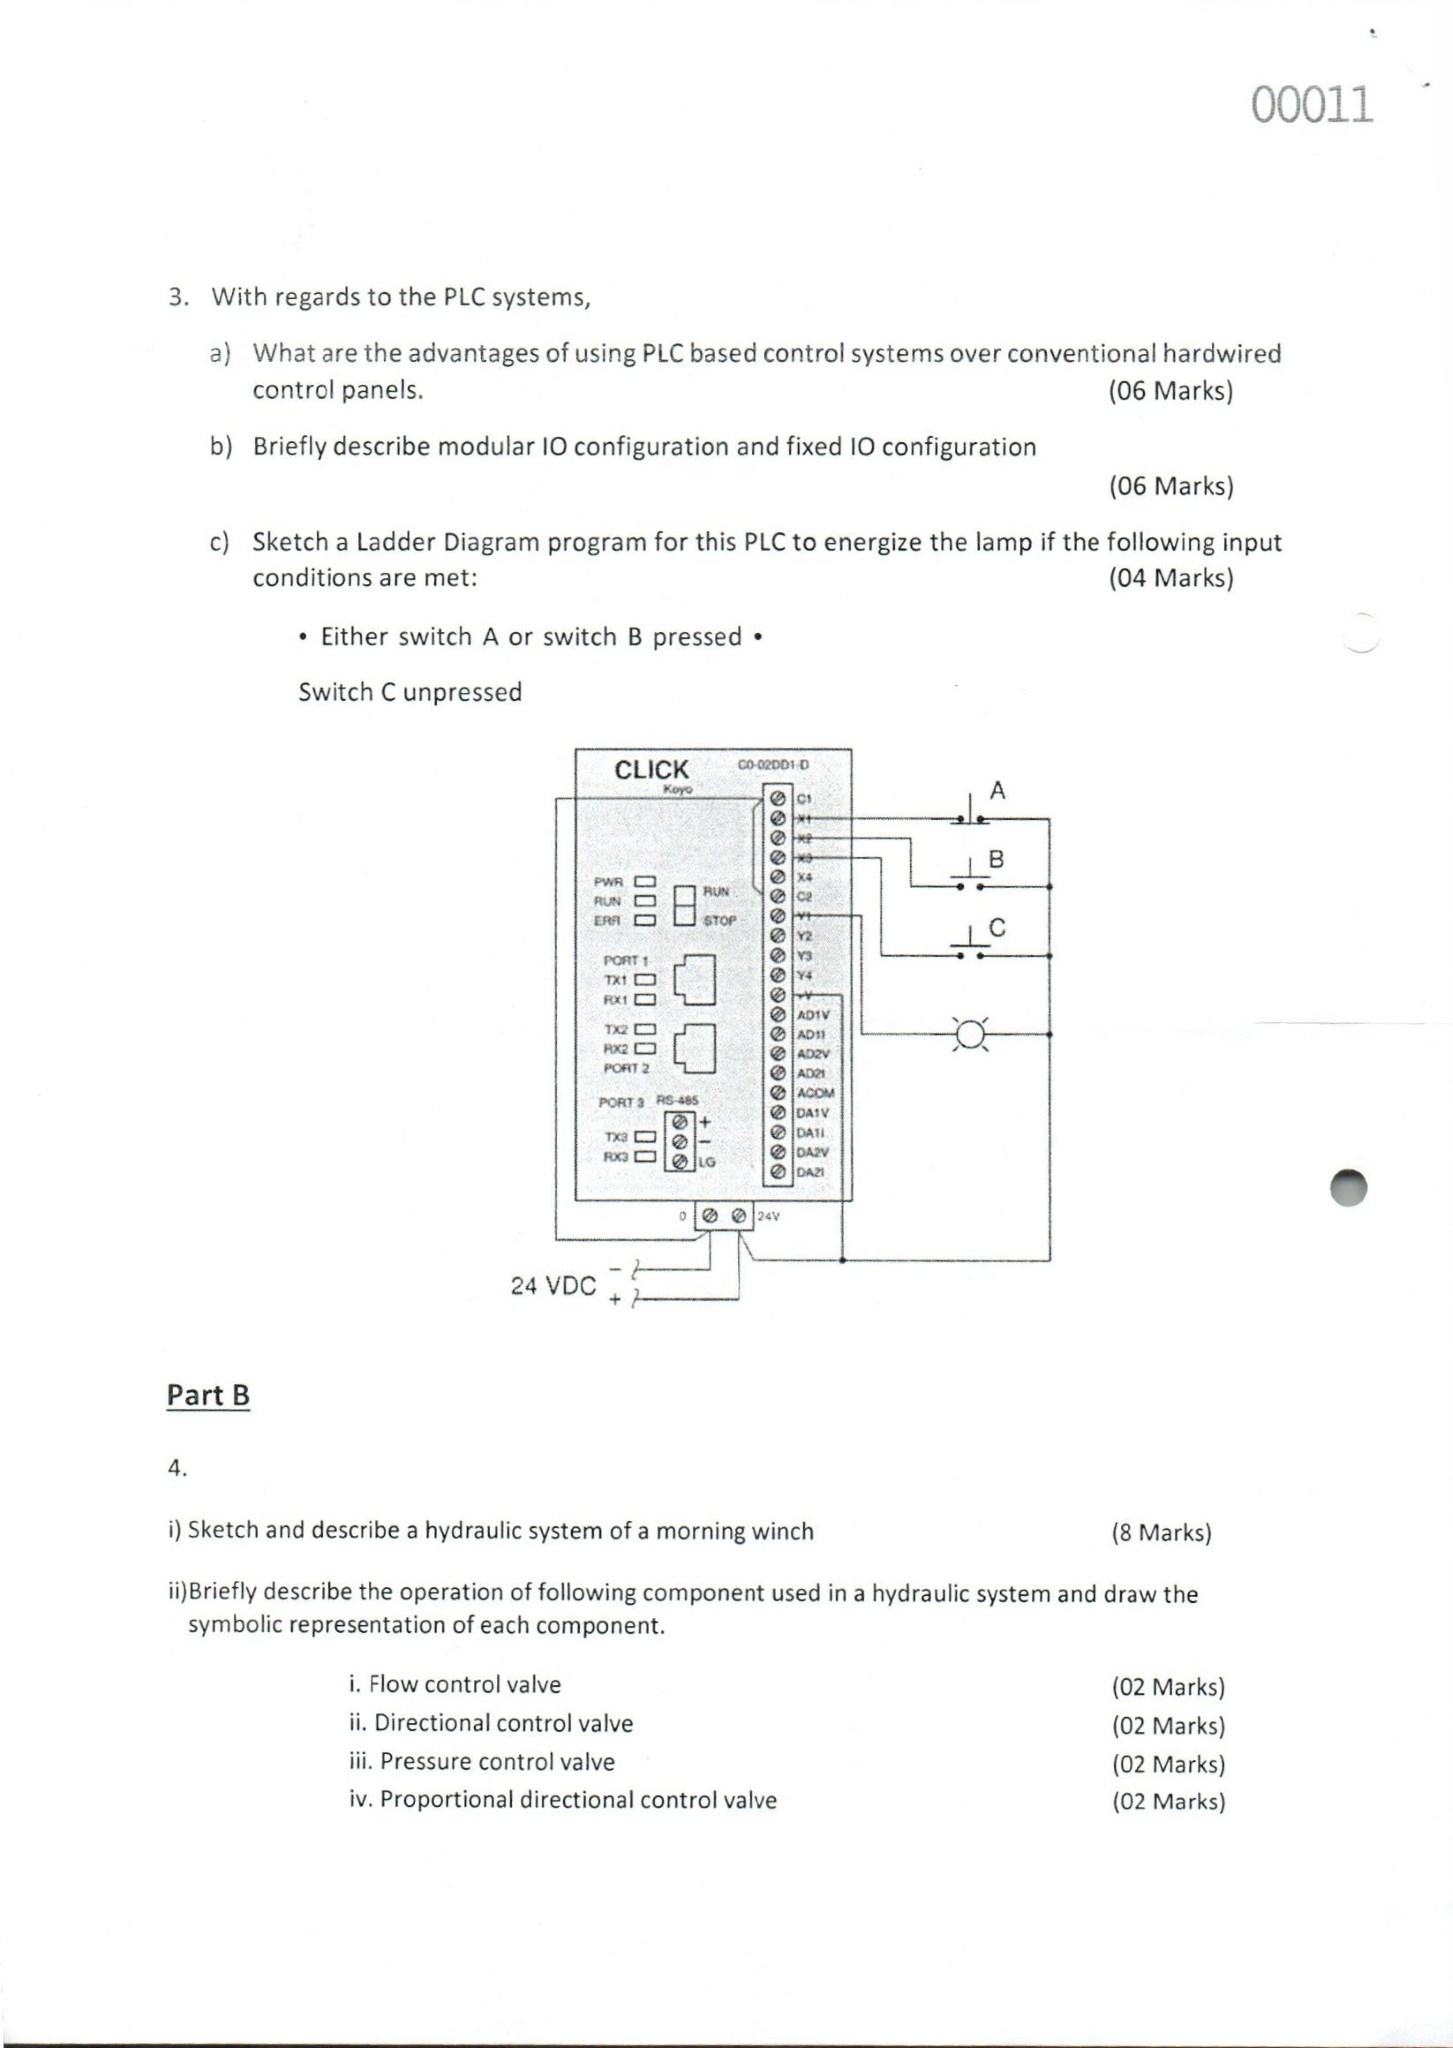 00011
3. With regards to the PLC systems,
a) What are the advantages of using PLC based control systems over conventional hardwired
control panels. (06 Marks)
b) Briefly describe modular IO configuration and fixed IO configuration
(06 Marks)
c) Sketch a Ladder Diagram program for this PLC to energize the lamp if the following input
conditions are met: (04 Marks)
• Either switch A or switch B pressed •
Switch C unpressed
CLICK C0-02DD1-D
Koyo
C1
X1
X2
X3
X4
C2
Y1
Y2
Y3
Y4
+V
AD1V
AD1I
AD2V
AD2I
ACOM
DA1V
DA1I
DA2V
DA2I
PWR
RUN
ERR
RUN
STOP
PORT 1
TX1
RX1
TX2
RX2
PORT 2
PORT 3 RS-485
TX3
RX3
+
-
LG
A
B
C
0 24V
24 VDC
-
+
Part B
4.
i) Sketch and describe a hydraulic system of a morning winch (8 Marks)
ii)Briefly describe the operation of following component used in a hydraulic system and draw the
symbolic representation of each component.
i. Flow control valve (02 Marks)
ii. Directional control valve (02 Marks)
iii. Pressure control valve (02 Marks)
iv. Proportional directional control valve (02 Marks)